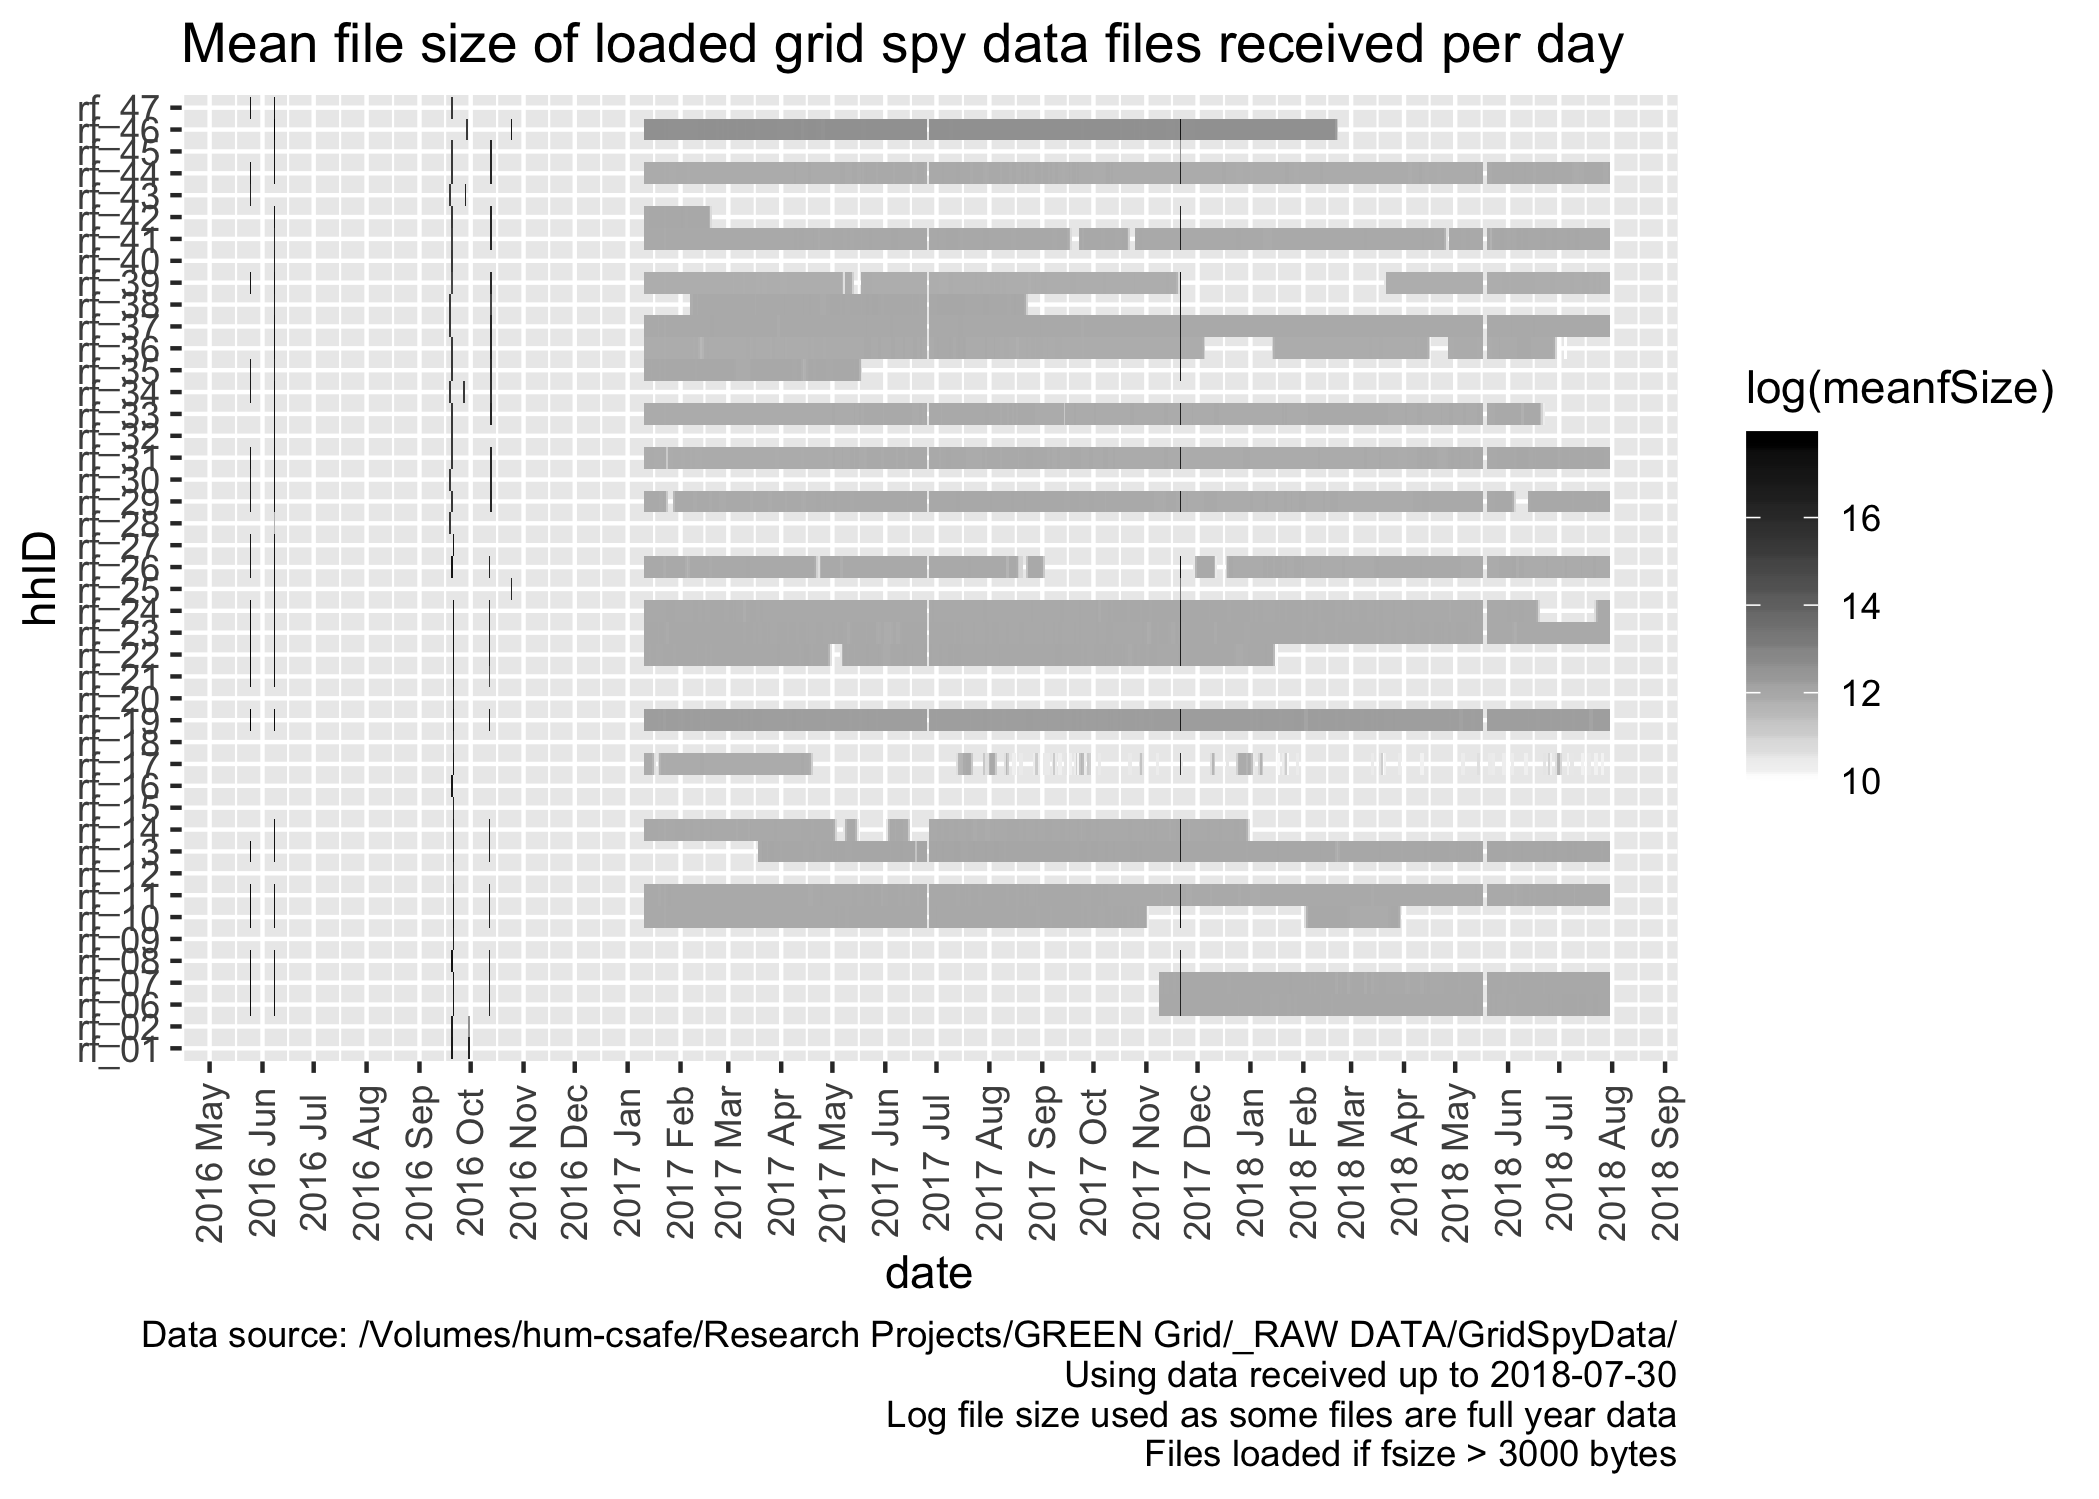 Mean file size of loaded grid spy data files received per day
hhID
rf_47
rf_46
rf_45
rf_44
rf_43
rf_42
rf_41
rf_40
rf_39
rf_38
rf_37
rf_36
rf_35
rf_34
rf_33
rf_32
rf_31
rf_30
rf_29
rf_28
rf_27
rf_26
rf_25
rf_24
rf_23
rf_22
rf_21
rf_20
rf_19
rf_18
rf_17
rf_16
rf_15
rf_14
rf_13
rf_12
rf_11
rf_10
rf_09
rf_08
rf_07
rf_06
rf_02
rf_01
2016 May
2016 Jun
2016 Jul
2016 Aug
2016 Sep
2016 Oct
2016 Nov
2016 Dec
2017 Jan
2017 Feb
2017 Mar
2017 Apr
2017 May
2017 Jun
2017 Jul
2017 Aug
2017 Sep
2017 Oct
2017 Nov
2017 Dec
2018 Jan
2018 Feb
2018 Mar
2018 Apr
2018 May
2018 Jun
2018 Jul
2018 Aug
2018 Sep
date
log(meanfSize)
16
14
12
10
Data source: /Volumes/hum-csafe/Research Projects/GREEN Grid/_RAW DATA/GridSpyData/
Using data received up to 2018-07-30
Log file size used as some files are full year data
Files loaded if fsize > 3000 bytes